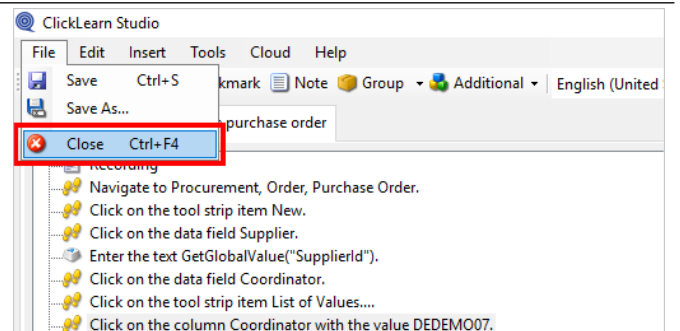 ClickLearn Studio
File Edit Insert Tools Cloud Help
Save Ctrl+S kmark Note Group Additional English (United
Save As...
purchase order
Close Ctrl+F4
Recording
Navigate to Procurement, Order, Purchase Order.
Click on the tool strip item New.
Click on the data field Supplier.
Enter the text GetGlobalValue("SupplierId").
Click on the data field Coordinator.
Click on the tool strip item List of Values....
Click on the column Coordinator with the value DEDEMO07.